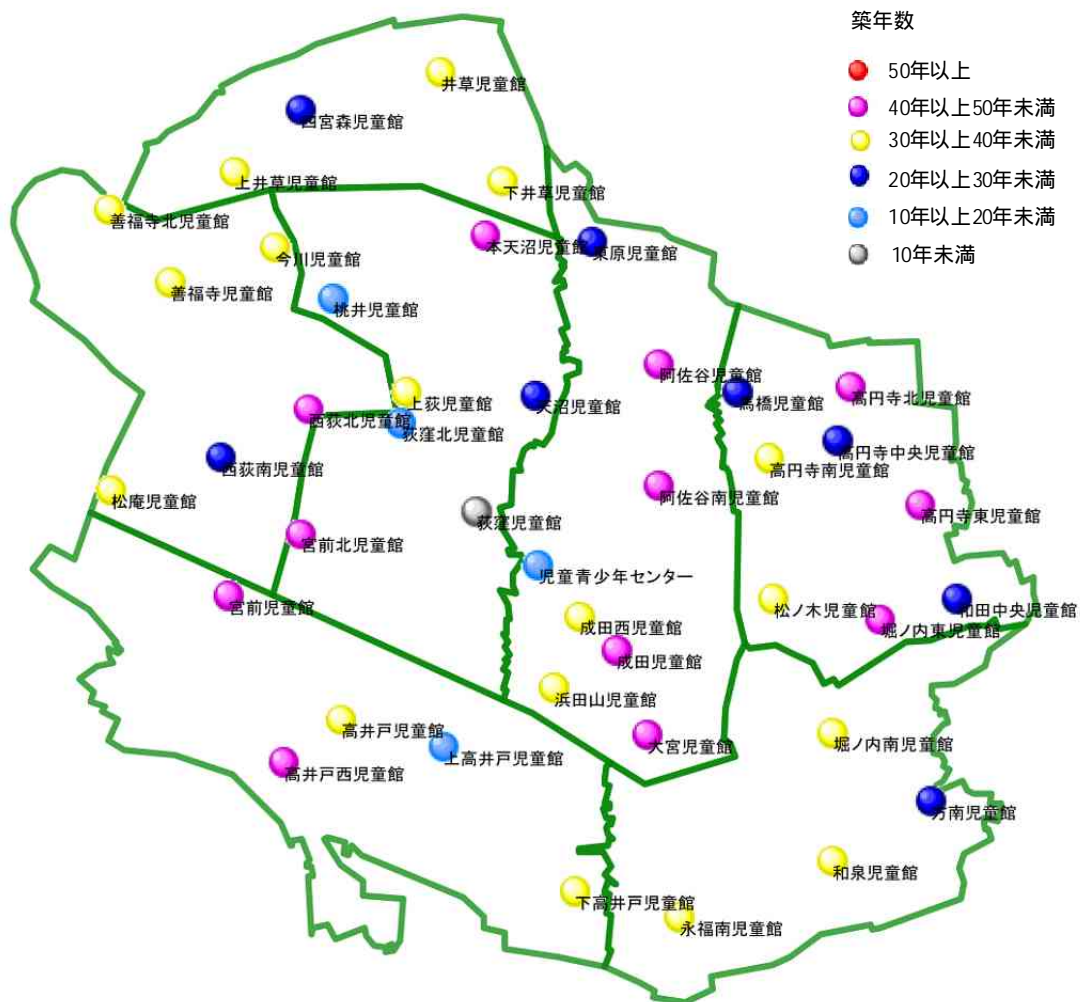 築年数
50年以上
40年以上50年未満
30年以上40年未満
20年以上30年未満
10年以上20年未満
10年未満
井草児童館
四宮森児童館
上井草児童館
下井草児童館
善福寺北児童館
本天沼児童館
東原児童館
今川児童館
善福寺児童館
桃井児童館
阿佐谷児童館
馬橋児童館
高円寺北児童館
上荻児童館
天沼児童館
西荻北児童館
荻窪北児童館
高円寺中央児童館
西荻南児童館
高円寺南児童館
松庵児童館
阿佐谷南児童館
荻窪児童館
高円寺東児童館
宮前北児童館
児童青少年センター
宮前児童館
成田西児童館
松ノ木児童館
和田中央児童館
堀ノ内東児童館
成田児童館
浜田山児童館
高井戸児童館
大宮児童館
堀ノ内南児童館
上高井戸児童館
高井戸西児童館
方南児童館
和泉児童館
下高井戸児童館
永福南児童館